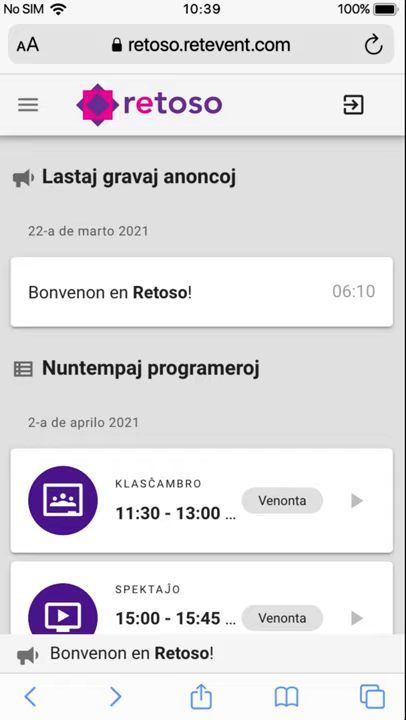 No SIM 10:39 100%
AA retoso.retevent.com
retoso
Lastaj gravaj anoncoj
22-a de marto 2021
Bonvenon en Retoso! 06:10
Nuntempaj programeroj
2-a de aprilo 2021
KLASĈAMBRO
11:30 - 13:00 ... Venonta
SPEKTAĴO
15:00 - 15:45 ... Venonta
Bonvenon en Retoso!